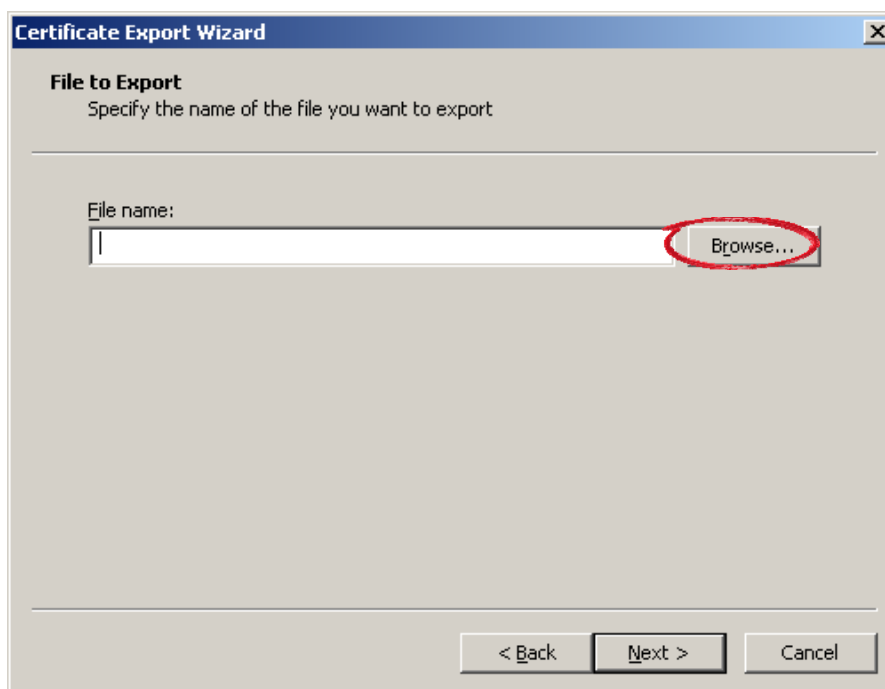 Certificate Export Wizard
File to Export
Specify the name of the file you want to export
File name:
Browse...
< Back
Next >
Cancel